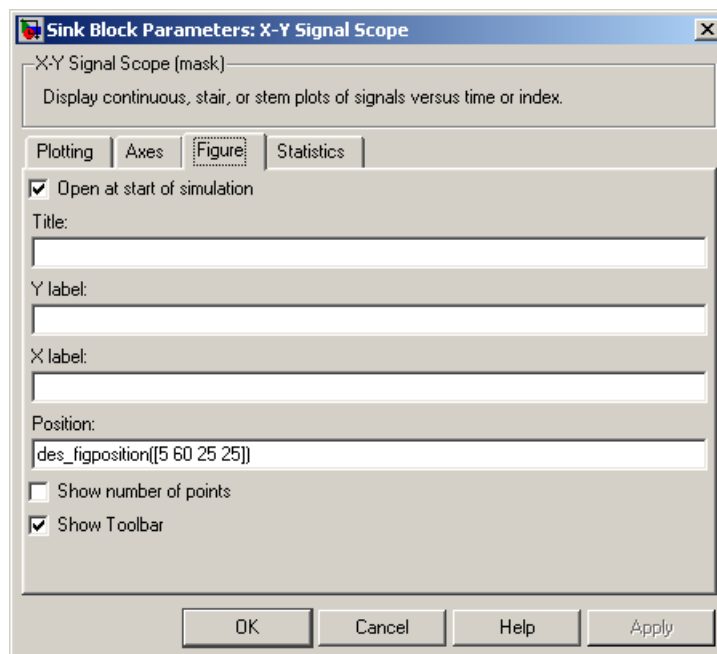 Sink Block Parameters: X-Y Signal Scope
X-Y Signal Scope (mask)
Display continuous, stair, or stem plots of signals versus time or index.
Plotting Axes Figure Statistics
Open at start of simulation
Title:
Y label:
X label:
Position:
des_figposition([5 60 25 25])
Show number of points
Show Toolbar
OK Cancel Help Apply